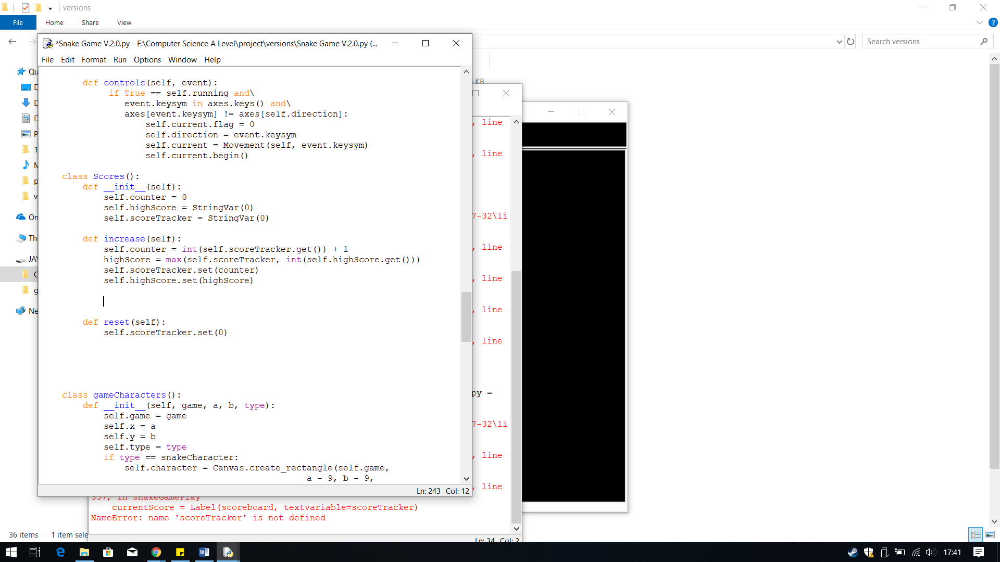 versions
File Home Share View
Search versions
*Snake Game V.2.0.py - E:\Computer Science A Level\project\versions\Snake Game V.2.0.py (...
File Edit Format Run Options Window Help
def controls(self, event):
if True == self.running and\
event.keysym in axes.keys() and\
axes[event.keysym] != axes[self.direction]:
self.current.flag = 0
self.direction = event.keysym
self.current = Movement(self, event.keysym)
self.current.begin()
class Scores():
def __init__(self):
self.counter = 0
self.highScore = StringVar(0)
self.scoreTracker = StringVar(0)
def increase(self):
self.counter = int(self.scoreTracker.get()) + 1
highScore = max(self.scoreTracker, int(self.highScore.get()))
self.scoreTracker.set(counter)
self.highScore.set(highScore)
def reset(self):
self.scoreTracker.set(0)
class gameCharacters():
def __init__(self, game, a, b, type):
self.game = game
self.x = a
self.y = b
self.type = type
if type == snakeCharacter:
self.character = Canvas.create_rectangle(self.game,
a - 9, b - 9,
Ln: 243 Col: 12
KB
, line
, line
7-32\li
, line
, line
, line
, line
py =
7-32\li
, line
, line
357, in snakeGamePlay
currentScore = Label(scoreboard, textvariable=scoreTracker)
NameError: name 'scoreTracker' is not defined
Ln: 34 Col: 2
Qu
D
D
D
P
1
M
p
v
On
Thi
JAY
C
g
Ne
36 items 1 item sele
17:41